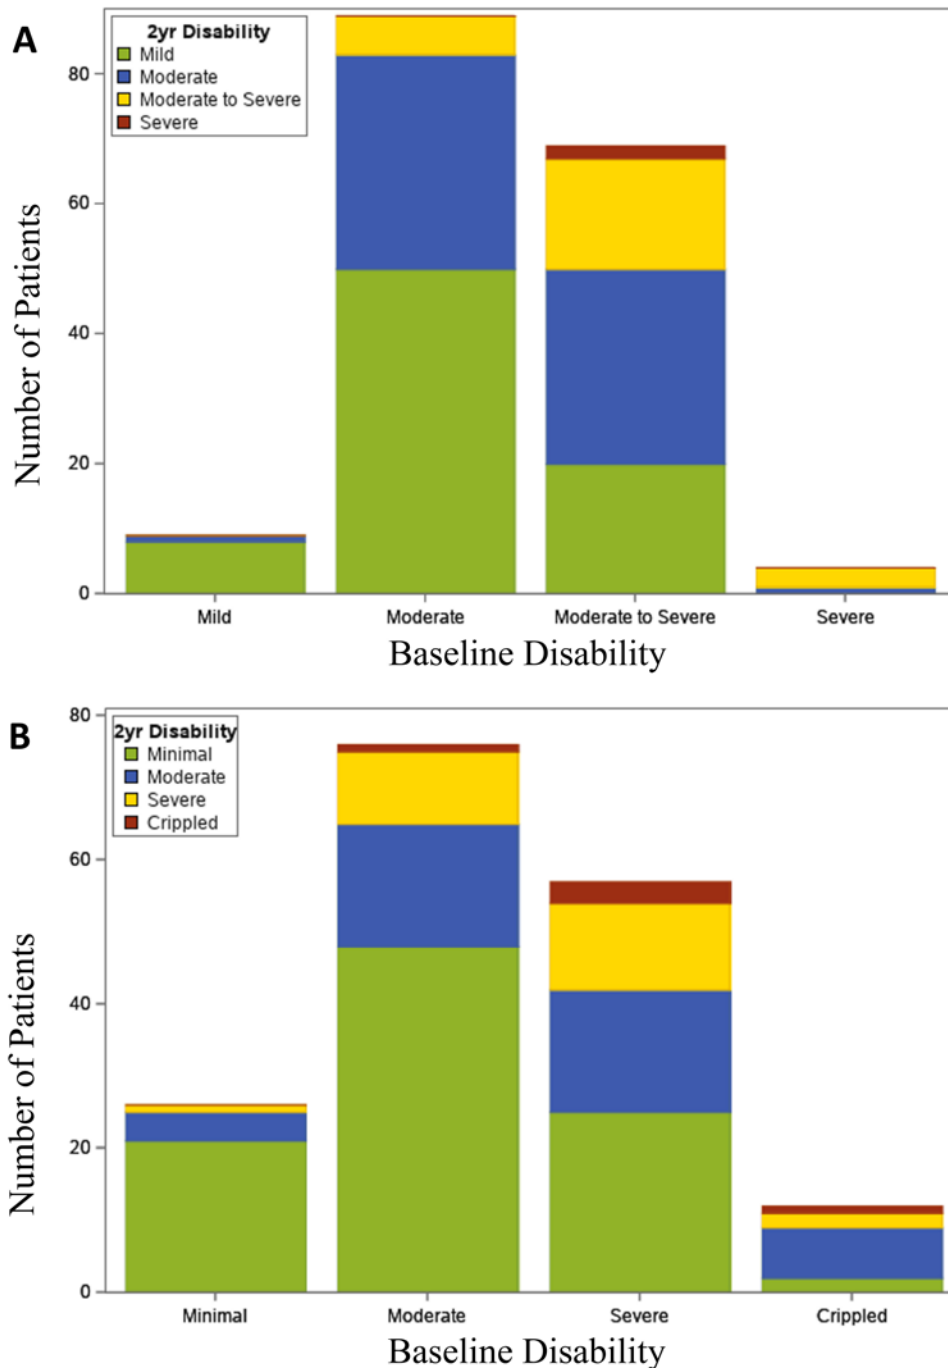 A
2yr Disability
Mild
Moderate
Moderate to Severe
Severe
80
60
40
20
0
Number of Patients
Mild Moderate Moderate to Severe Severe
Baseline Disability
B
2yr Disability
Minimal
Moderate
Severe
Crippled
80
60
40
20
0
Number of Patients
Minimal Moderate Severe Crippled
Baseline Disability